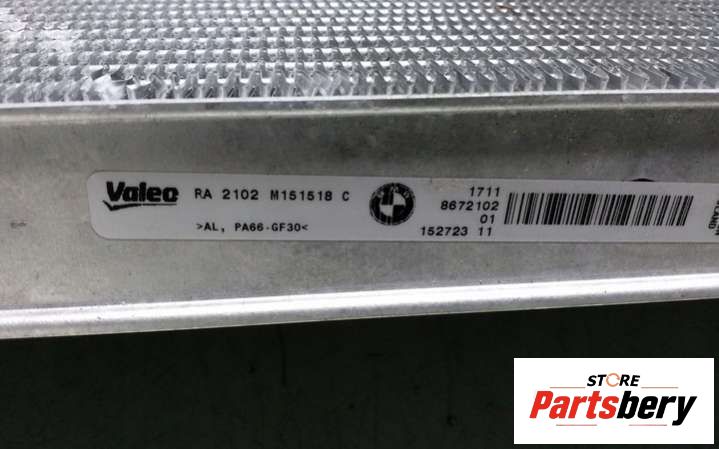 Valeo RA 2102 M151518 C
>AL, PA66-GF30<
1711
8672102
01
152723 11
STORE
Partsbery